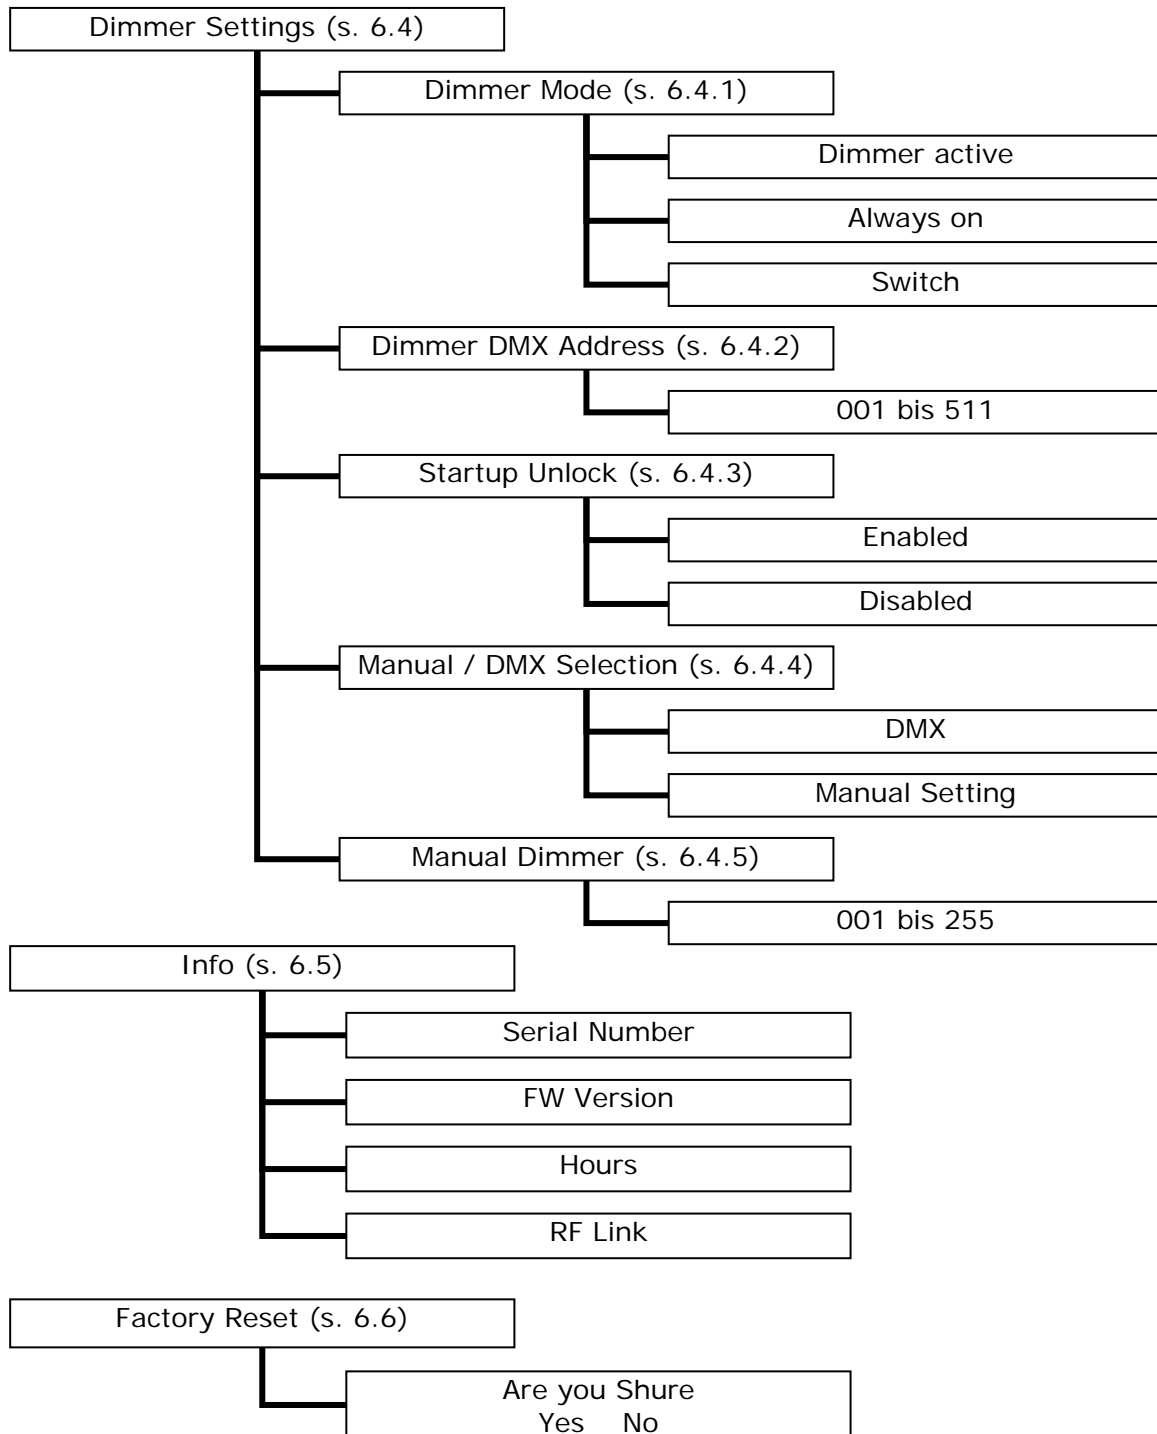 Dimmer Settings (s. 6.4)
Dimmer Mode (s. 6.4.1)
Dimmer active
Always on
Switch
Dimmer DMX Address (s. 6.4.2)
001 bis 511
Startup Unlock (s. 6.4.3)
Enabled
Disabled
Manual / DMX Selection (s. 6.4.4)
DMX
Manual Setting
Manual Dimmer (s. 6.4.5)
001 bis 255
Info (s. 6.5)
Serial Number
FW Version
Hours
RF Link
Factory Reset (s. 6.6)
Are you Shure
Yes No